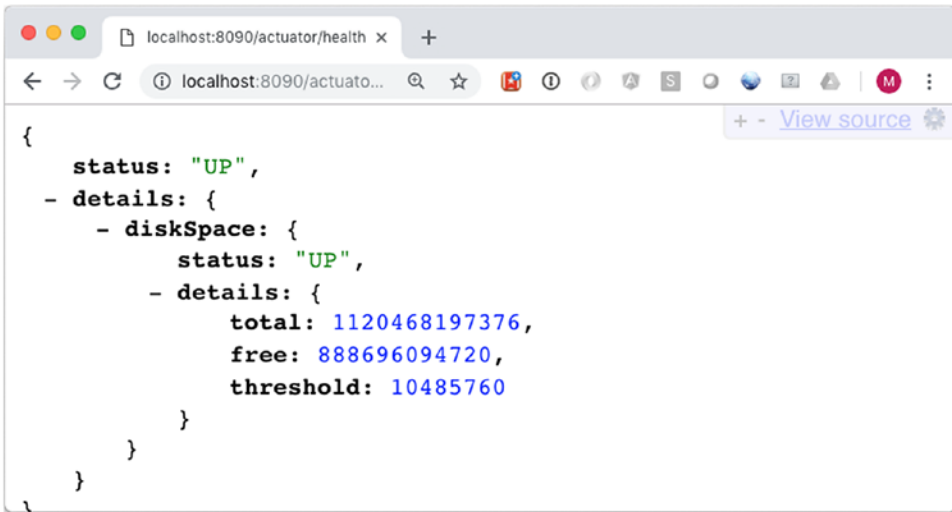 localhost:8090/actuator/health × +
localhost:8090/actuato... M
+ - View source
{
status: "UP",
- details: {
- diskSpace: {
status: "UP",
- details: {
total: 1120468197376,
free: 888696094720,
threshold: 10485760
}
}
}
}